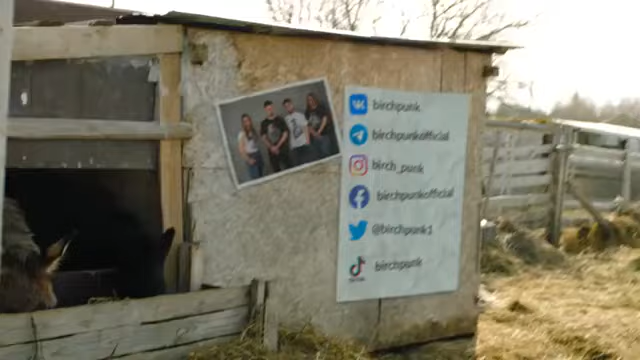 birchpunk
birchpunkofficial
birch_punk
birchpunkofficial
@birchpunk1
birchpunk